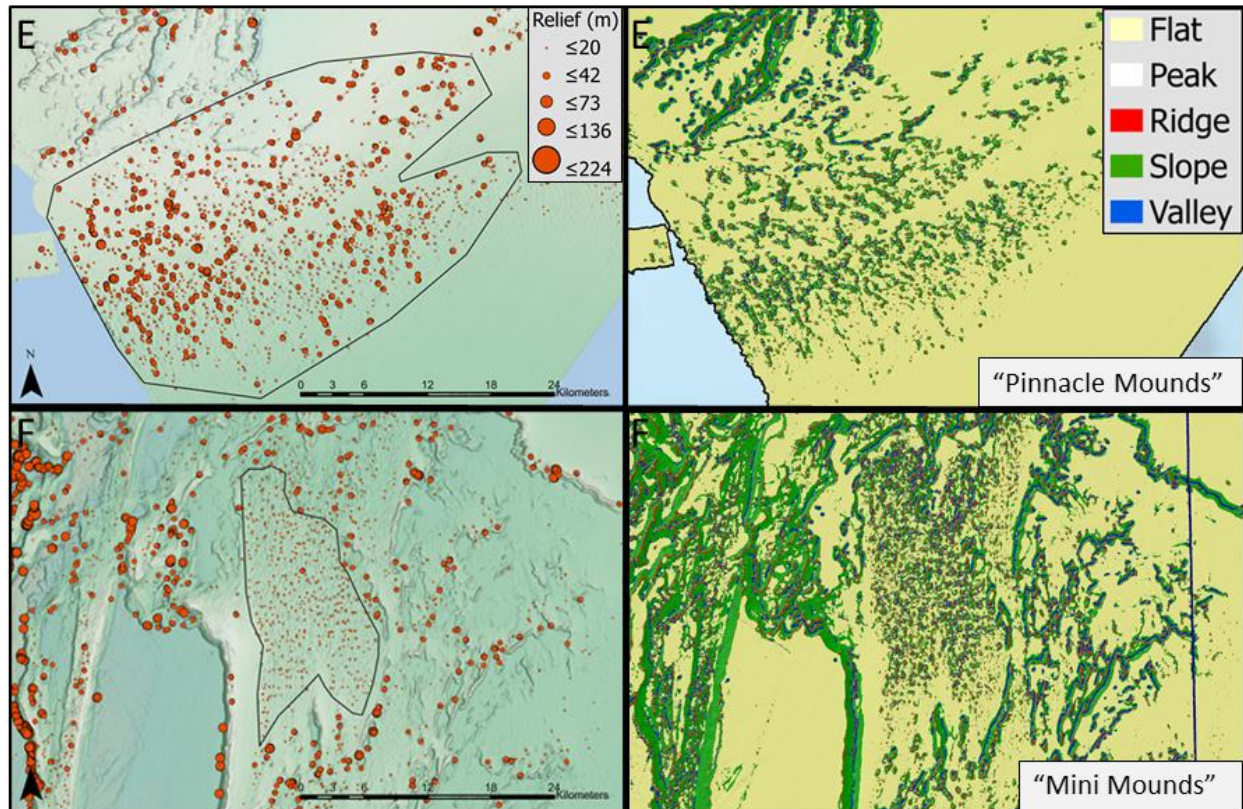 E
Relief (m)
≤20
≤42
≤73
≤136
≤224
N
0 3 6 12 18 24
Kilometers
E
Flat
Peak
Ridge
Slope
Valley
“Pinnacle Mounds”
F
0 3 6 12 18 24
Kilometers
F
“Mini Mounds”